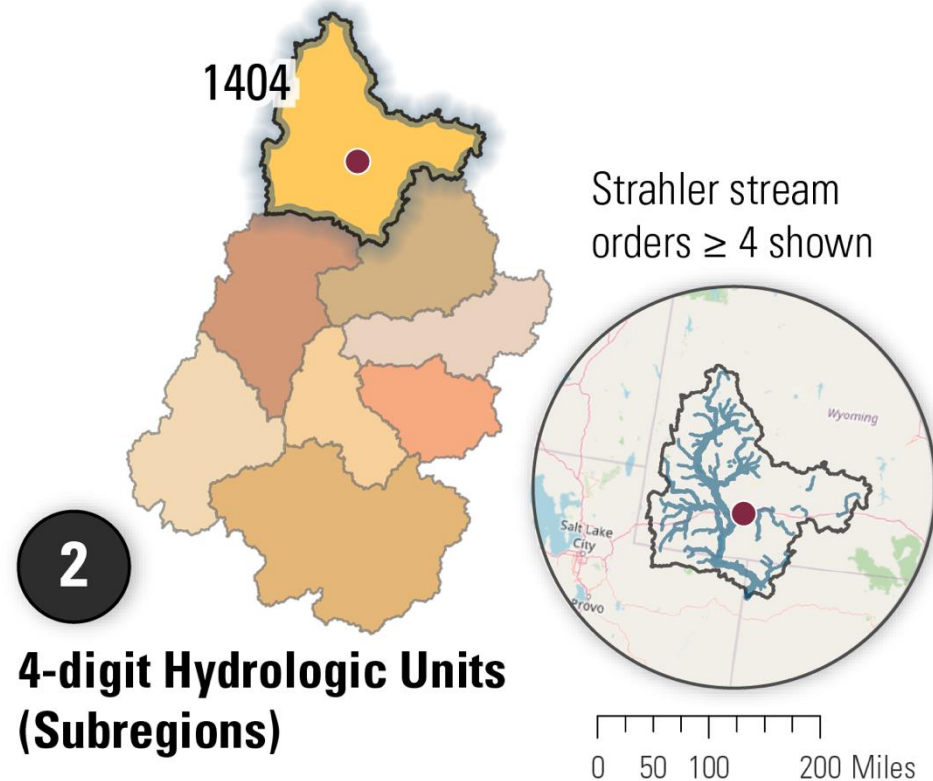 1404
Strahler stream
orders ≥ 4 shown
Wyoming
Salt Lake
City
Provo
2
4-digit Hydrologic Units
(Subregions)
0 50 100 200 Miles